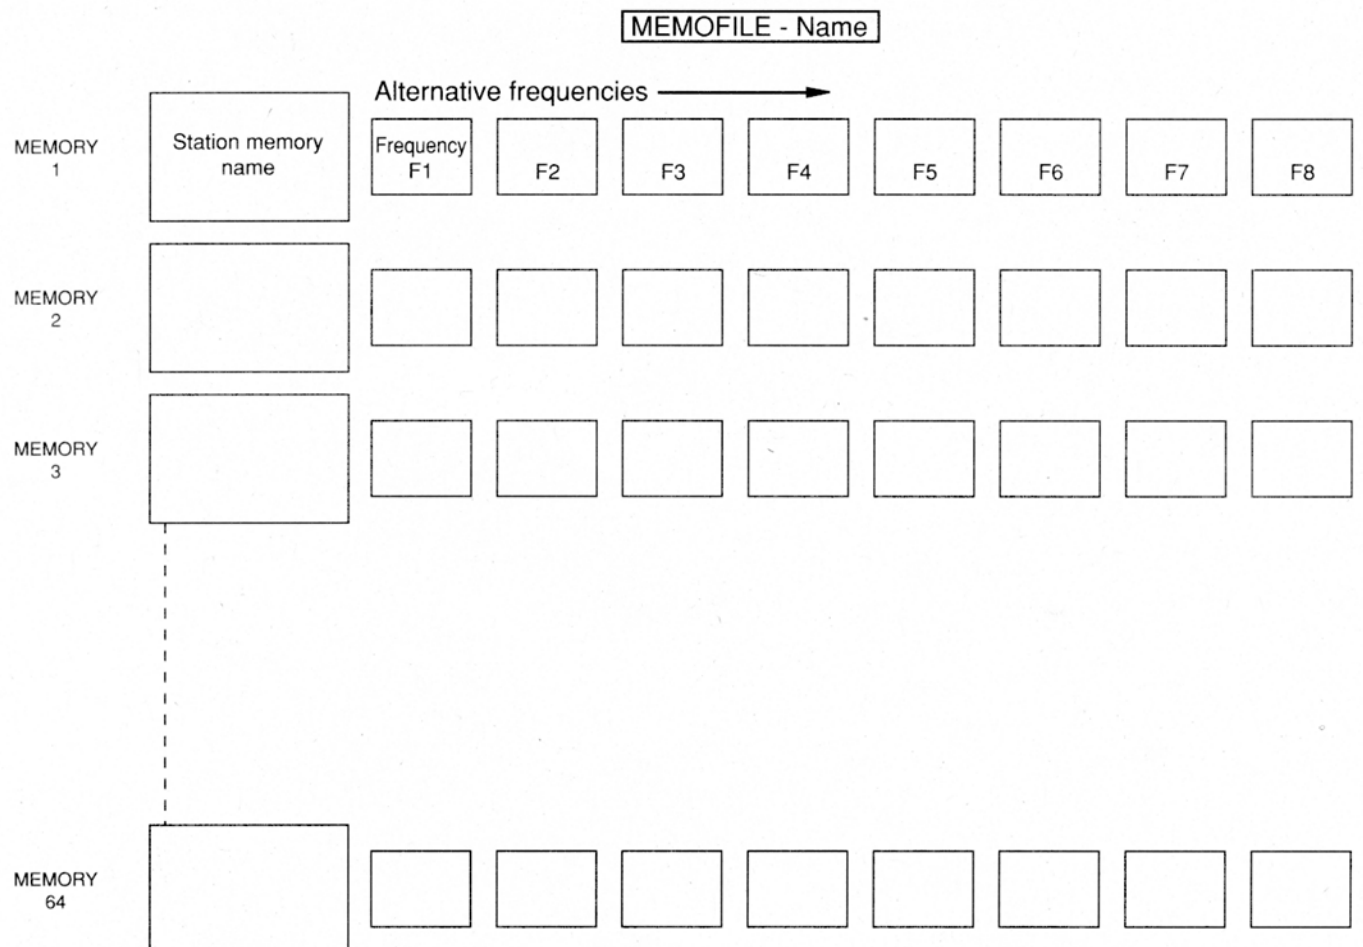 MEMOFILE - Name
Alternative frequencies
MEMORY
1
Station memory
name
Frequency
F1
F2
F3
F4
F5
F6
F7
F8
MEMORY
2
MEMORY
3
MEMORY
64